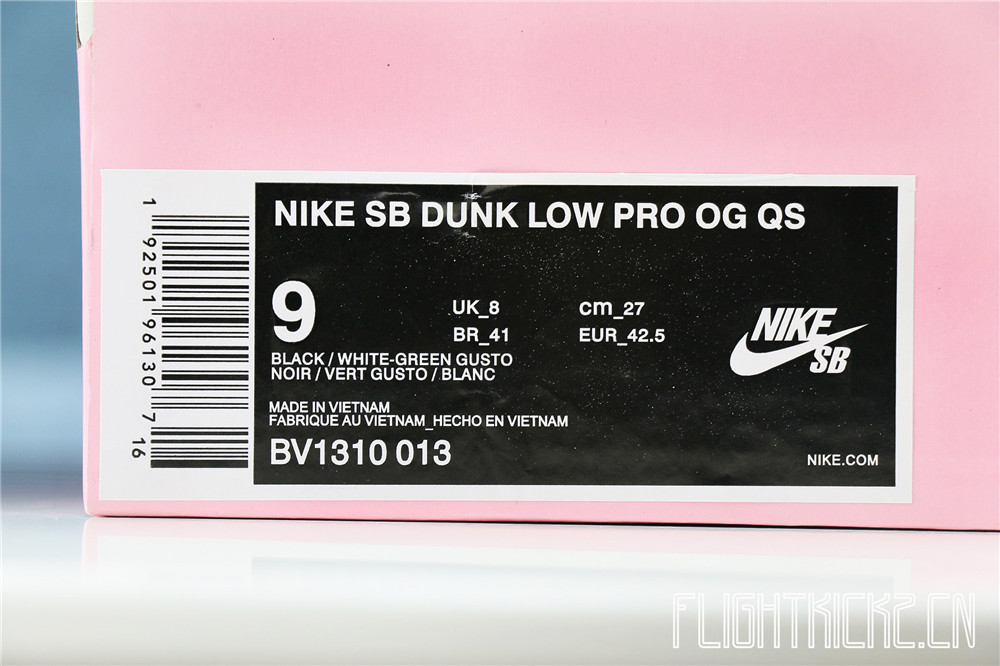 1 92501 96130 7 16
NIKE SB DUNK LOW PRO OG QS
9
UK_8 cm_27
BR_41 EUR_42.5
BLACK / WHITE-GREEN GUSTO
NOIR / VERT GUSTO / BLANC
MADE IN VIETNAM
FABRIQUE AU VIETNAM_HECHO EN VIETNAM
BV1310 013
NIKE
SB
NIKE.COM
FLIGHTKICKZ.CN